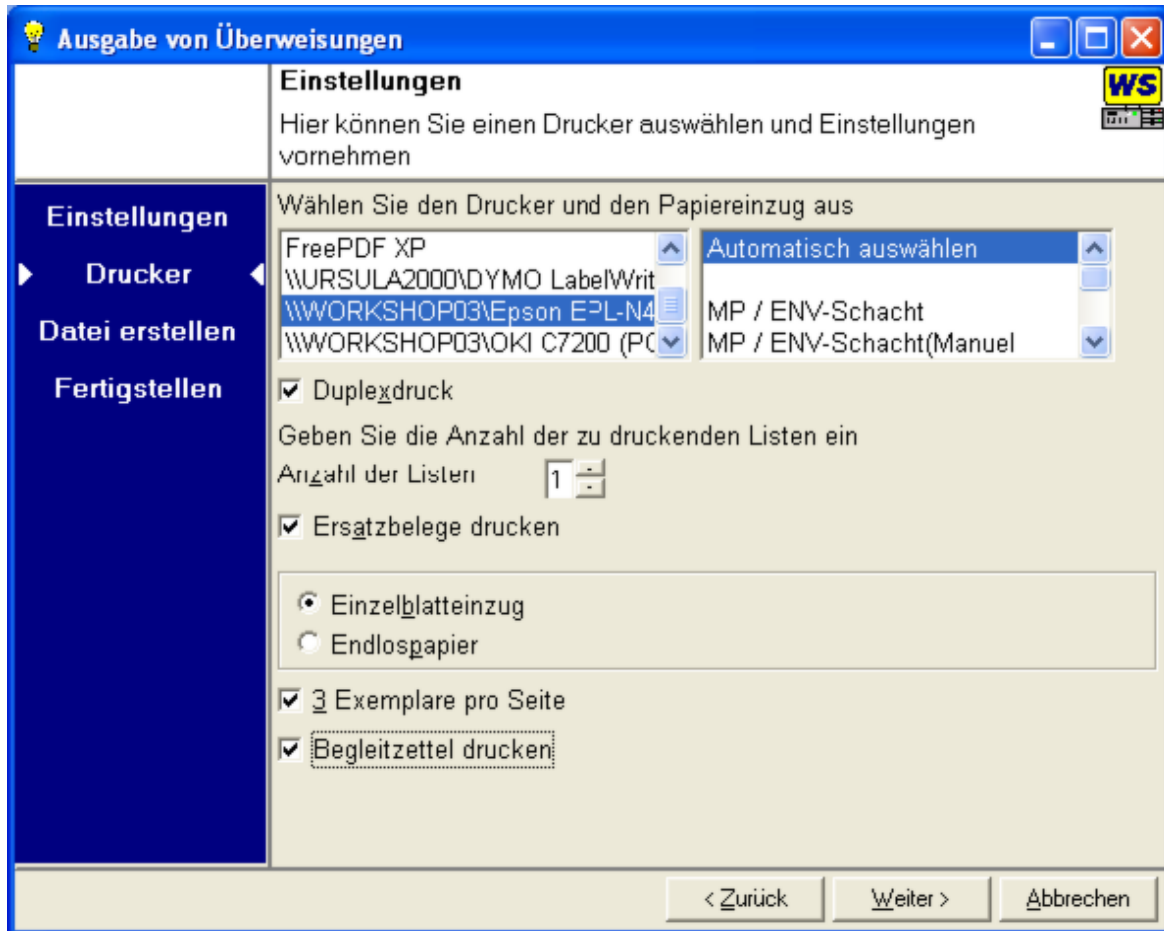 Ausgabe von Überweisungen
Einstellungen
WS
Hier können Sie einen Drucker auswählen und Einstellungen
vornehmen
Einstellungen
Drucker
Datei erstellen
Fertigstellen
Wählen Sie den Drucker und den Papiereinzug aus
FreePDF XP
\\URSULA2000\DYMO LabelWrit
\\WORKSHOP03\Epson EPL-N4
\\WORKSHOP03\OKI C7200 (PC
Automatisch auswählen
MP / ENV-Schacht
MP / ENV-Schacht(Manuel
Duplexdruck
Geben Sie die Anzahl der zu druckenden Listen ein
Anzahl der Listen 1
Ersatzbelege drucken
Einzelblatteinzug
Endlospapier
3 Exemplare pro Seite
Begleitzettel drucken
< Zurück
Weiter >
Abbrechen